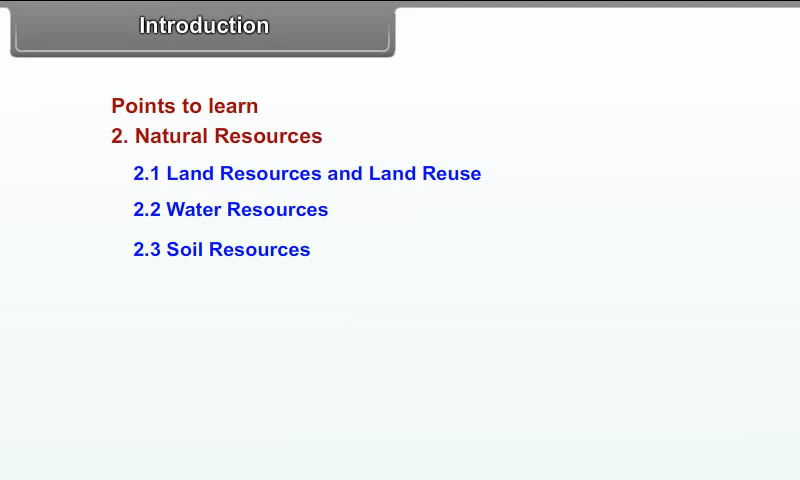 Introduction
Points to learn
2. Natural Resources
2.1 Land Resources and Land Reuse
2.2 Water Resources
2.3 Soil Resources